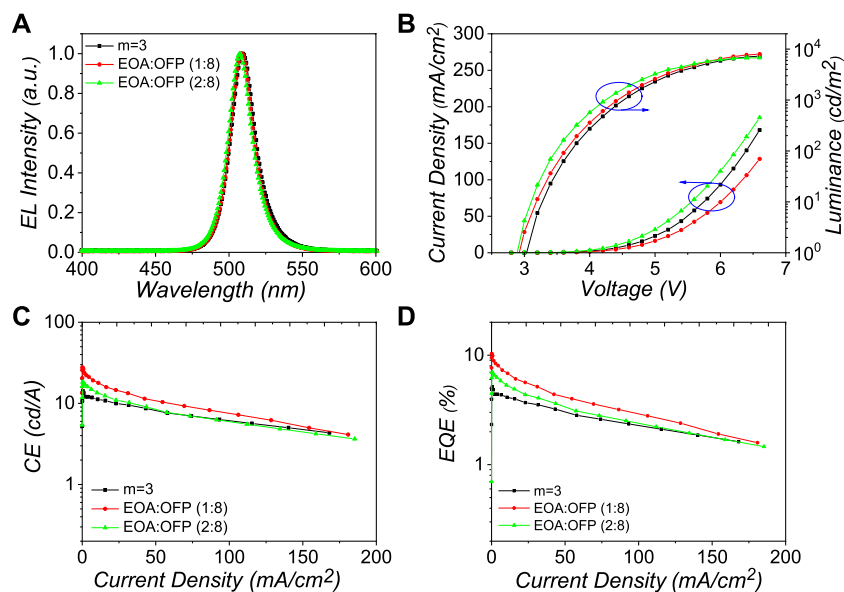 A
m=3
EOA:OFP (1:8)
EOA:OFP (2:8)
1.0
0.8
0.6
0.4
0.2
0.0
EL Intensity (a.u.)
400 450 500 550 600
Wavelength (nm)
B
300
250
200
150
100
50
0
Current Density (mA/cm²)
10⁴
10³
10²
10¹
10⁰
Luminance (cd/m²)
3 4 5 6 7
Voltage (V)
C
100
10
1
CE (cd/A)
m=3
EOA:OFP (1:8)
EOA:OFP (2:8)
0 50 100 150 200
Current Density (mA/cm²)
D
10
1
EQE (%)
m=3
EOA:OFP (1:8)
EOA:OFP (2:8)
0 50 100 150 200
Current Density (mA/cm²)